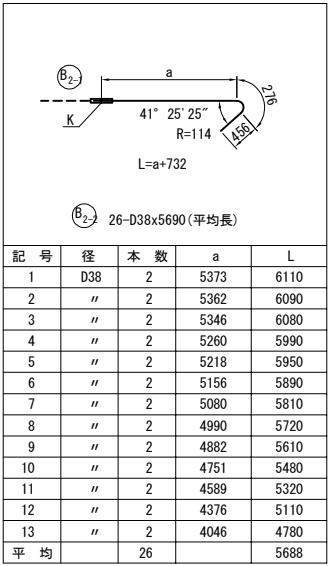 B2-1
a
276
K
41° 25′25″
R=114
456
L=a+732
B2-2 26-D38x5690(平均長)
記 号 径 本 数 a L
1 D38 2 5373 6110
2 〃 2 5362 6090
3 〃 2 5346 6080
4 〃 2 5260 5990
5 〃 2 5218 5950
6 〃 2 5156 5890
7 〃 2 5080 5810
8 〃 2 4990 5720
9 〃 2 4882 5610
10 〃 2 4751 5480
11 〃 2 4589 5320
12 〃 2 4376 5110
13 〃 2 4046 4780
平 均 26 5688